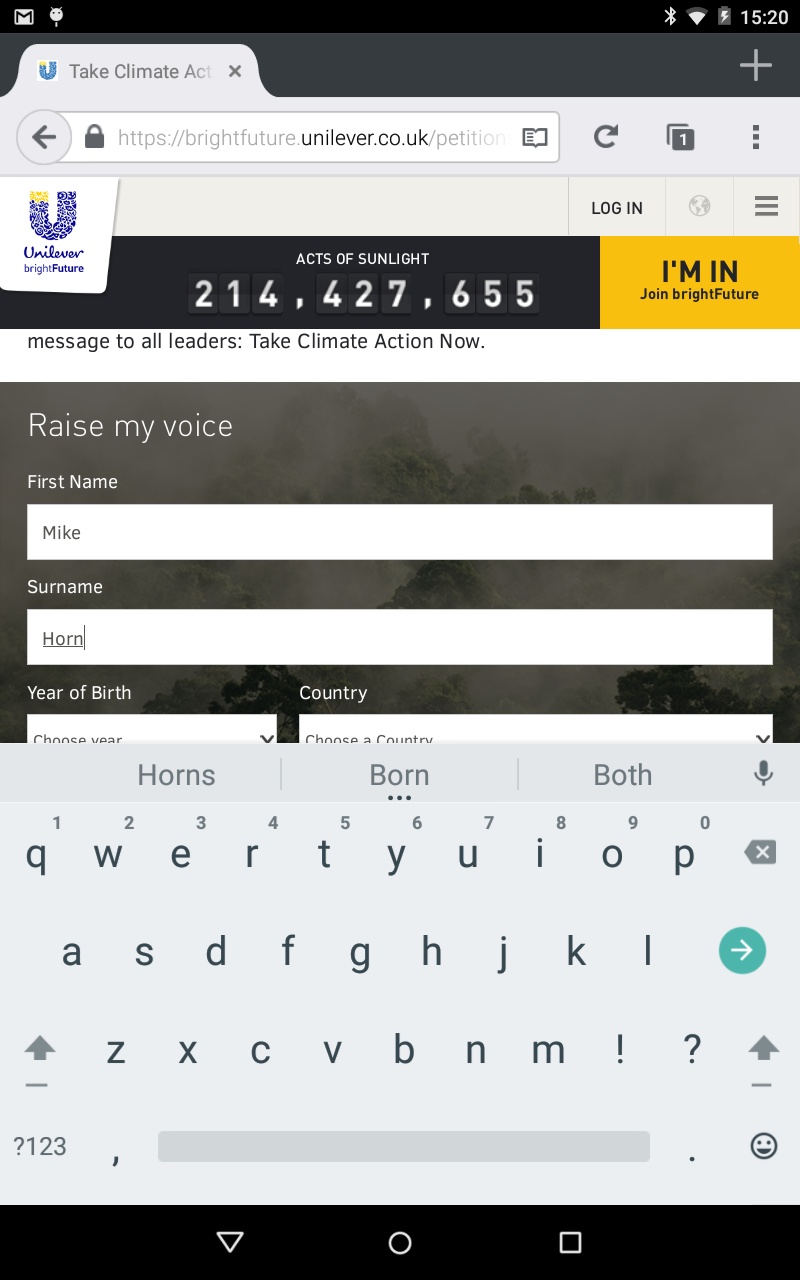 15:20
Take Climate Act
https://brightfuture.unilever.co.uk/petition
1
Unilever
brightFuture
LOG IN
ACTS OF SUNLIGHT
214,427,655
I'M IN
Join brightFuture
message to all leaders: Take Climate Action Now.
Raise my voice
First Name
Mike
Surname
Horn
Year of Birth
Country
Choose year
Choose a Country
Horns
Born
Both
1 2 3 4 5 6 7 8 9 0
q w e r t y u i o p
a s d f g h j k l
z x c v b n m ! ?
?123 , .